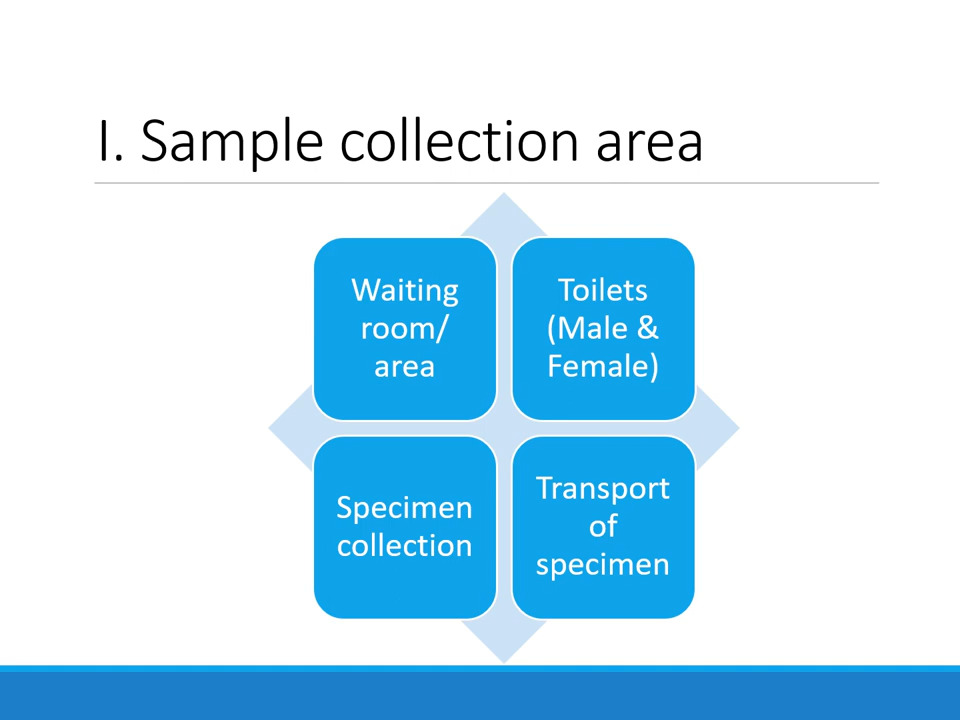 I. Sample collection area
Waiting
room/
area
Toilets
(Male &
Female)
Specimen
collection
Transport
of
specimen